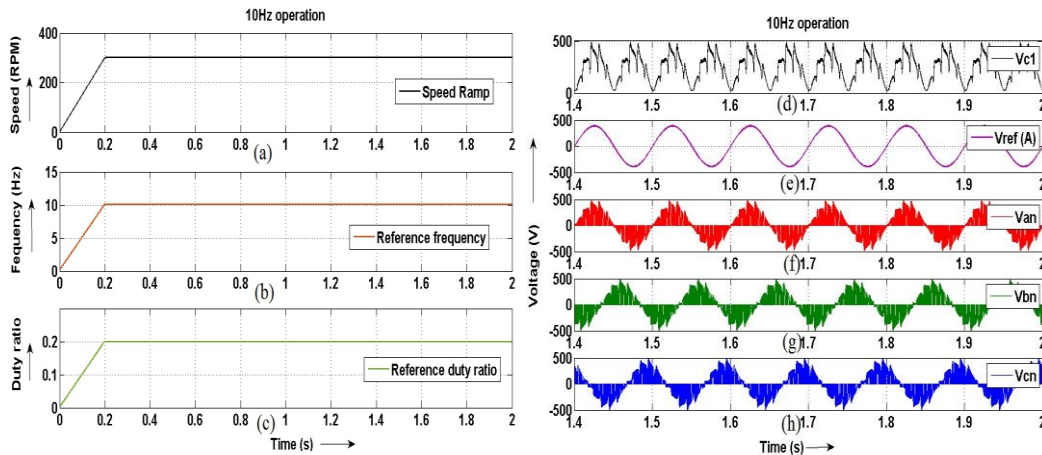 10Hz operation
Speed (RPM)
400
300
200
0
0 0.2 0.4 0.6 0.8 1 1.2 1.4 1.6 1.8 2
Speed Ramp
(a)
Fequency (Hz)
15
10
5
0
0 0.2 0.4 0.6 0.8 1 1.2 1.4 1.6 1.8 2
Reference frequency
(b)
Duty ratio
0.2
0.1
0
0 0.2 0.4 0.6 0.8 1 1.2 1.4 1.6 1.8 2
Reference duty ratio
(c)
Time (s)
10Hz operation
Voltage (V)
500
0
Vc1
1.4 1.5 1.6 1.7 1.8 1.9 2
(d)
500
0
-500
Vref (A)
1.4 1.5 1.6 1.7 1.8 1.9 2
(e)
500
0
-500
Van
1.4 1.5 1.6 1.7 1.8 1.9 2
(f)
500
0
500
Vbn
1.4 1.5 1.6 1.7 1.8 1.9 2
(g)
500
0
-500
Vcn
1.4 1.5 1.6 1.7 1.8 1.9 2
(h)
Time (s)